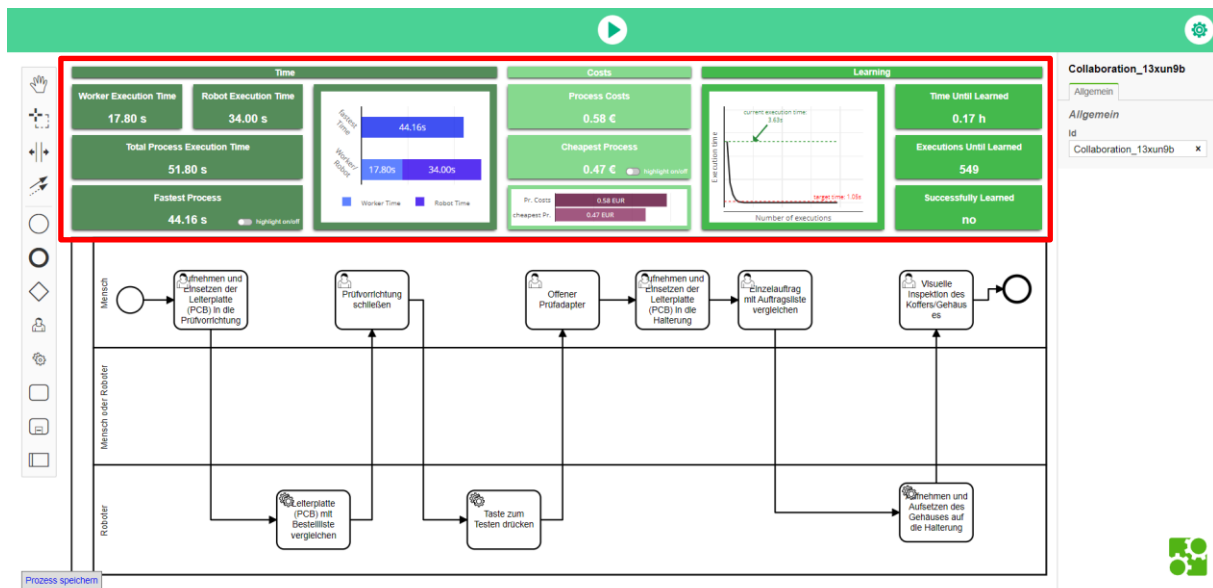 Time
Costs
Learning
Worker Execution Time
17.80 s
Robot Execution Time
34.00 s
Total Process Execution Time
51.80 s
Fastest Process
44.16 s
highlight on/off
fastest
Time
44.16s
Worker/
Robot
17.80s
34.00s
Worker Time
Robot Time
Process Costs
0.58 €
Cheapest Process
0.47 €
highlight on/off
Pr. Costs
0.58 EUR
cheapest Pr.
0.47 EUR
Execution time
current execution time:
3.63s
target time: 1.08s
Number of executions
Time Until Learned
0.17 h
Executions Until Learned
549
Successfully Learned
no
Collaboration_13xun9b
Allgemein
Allgemein
Id
Collaboration_13xun9b
x
Mensch
ufnehmen und
Einsetzen der
Leiterplatte
(PCB) in die
Prüfvorrichtung
Prüfvorrichtung
schließen
Offener
Prüfadapter
ufnehmen und
Einsetzen der
Leiterplatte
(PCB) in die
Halterung
Einzelauftrag
mit Auftragsliste
vergleichen
Visuelle
Inspektion des
Koffers/Gehäus
es
Mensch oder Roboter
Roboter
Leiterplatte
(PCB) mit
Bestellliste
vergleichen
Taste zum
Testen drücken
Aufnehmen und
Aufsetzen des
Gehäuses auf
die Halterung
Prozess speichern